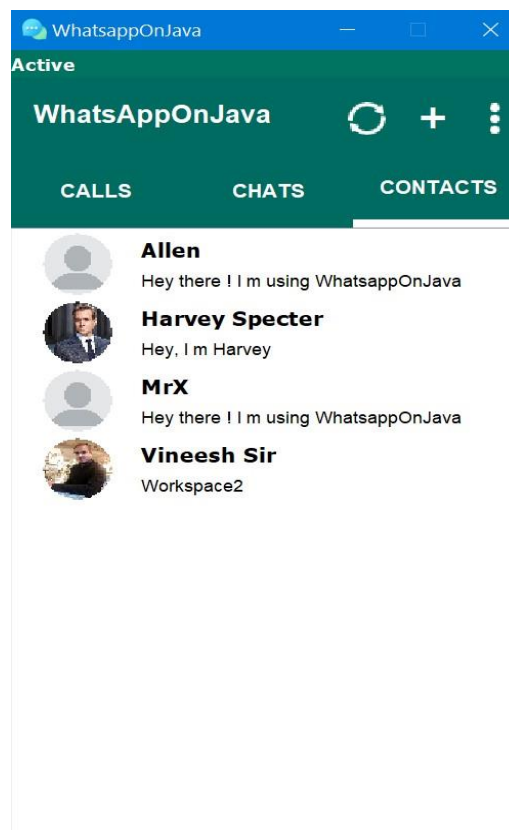 WhatsappOnJava
Active
WhatsAppOnJava
CALLS CHATS CONTACTS
Allen
Hey there ! I m using WhatsappOnJava
Harvey Specter
Hey, I m Harvey
MrX
Hey there ! I m using WhatsappOnJava
Vineesh Sir
Workspace2